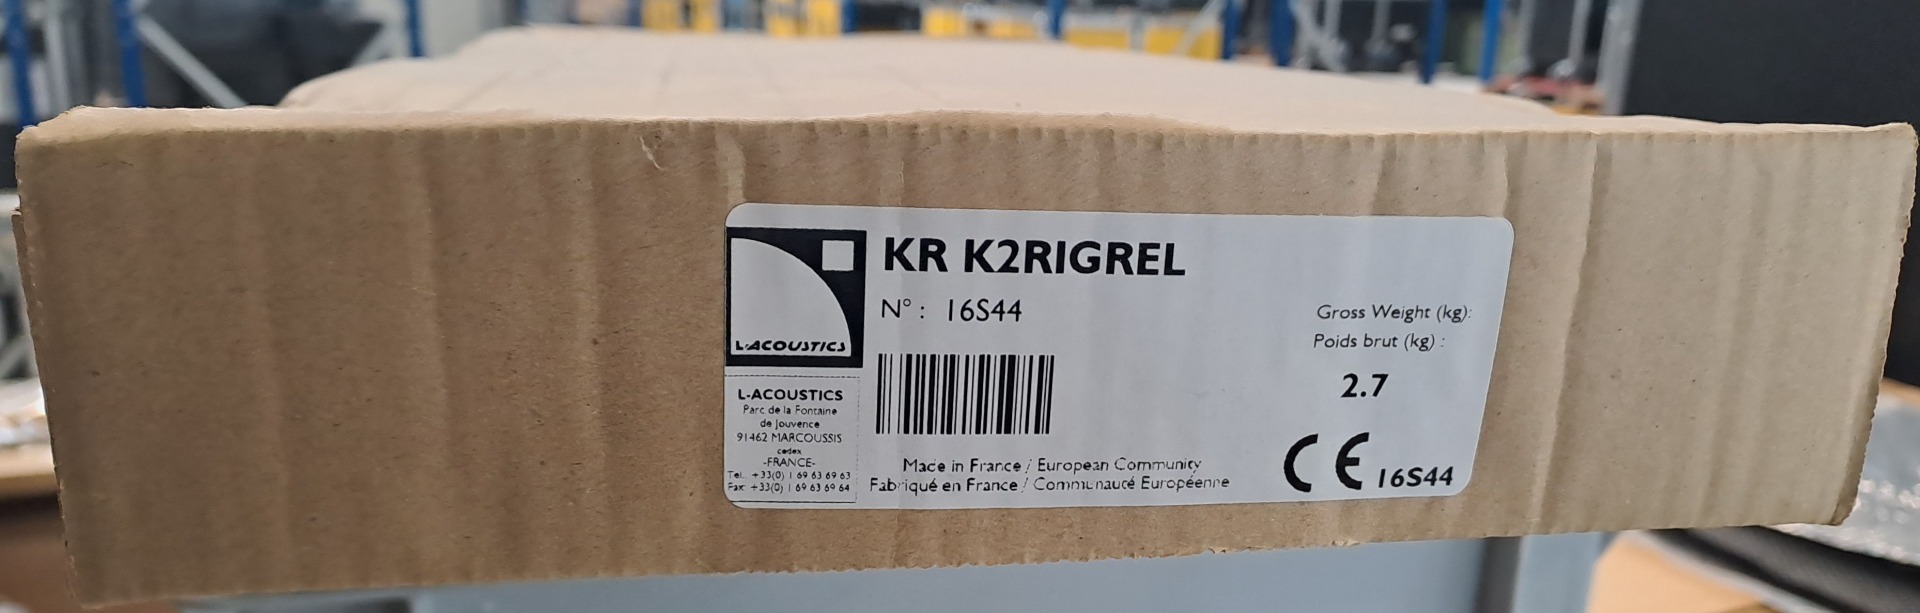 KR K2RIGREL
N° : 16S44
Gross Weight (kg):
Poids brut (kg) :
2.7
L-ACOUSTICS
L-ACOUSTICS
Parc de la Fontaine
de Jouvence
91462 MARCOUSSIS
cedex
-FRANCE-
Tel. +33(0) 1 69 63 69 63
Fax: +33(0) 1 69 63 69 64
Made in France / European Community
Fabriqué en France / Communauté Européenne
CE 16S44